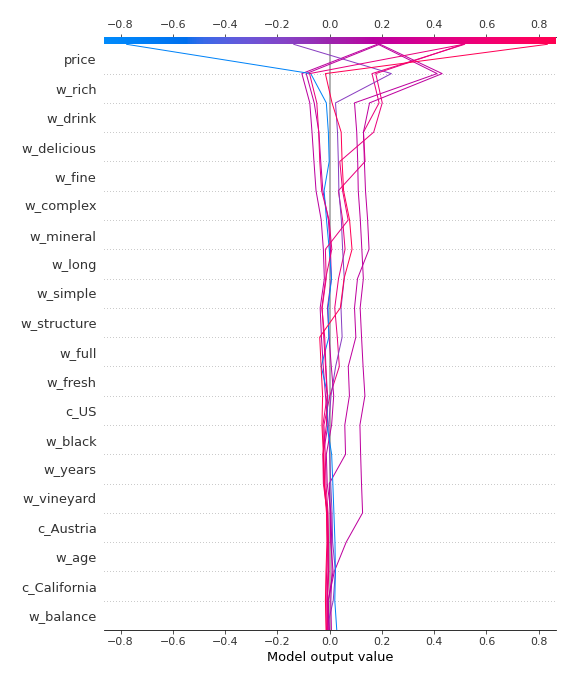 −0.8 −0.6 −0.4 −0.2 0.0 0.2 0.4 0.6 0.8
price
w_rich
w_drink
w_delicious
w_fine
w_complex
w_mineral
w_long
w_simple
w_structure
w_full
w_fresh
c_US
w_black
w_years
w_vineyard
c_Austria
w_age
c_California
w_balance
−0.8 −0.6 −0.4 −0.2 0.0 0.2 0.4 0.6 0.8
Model output value